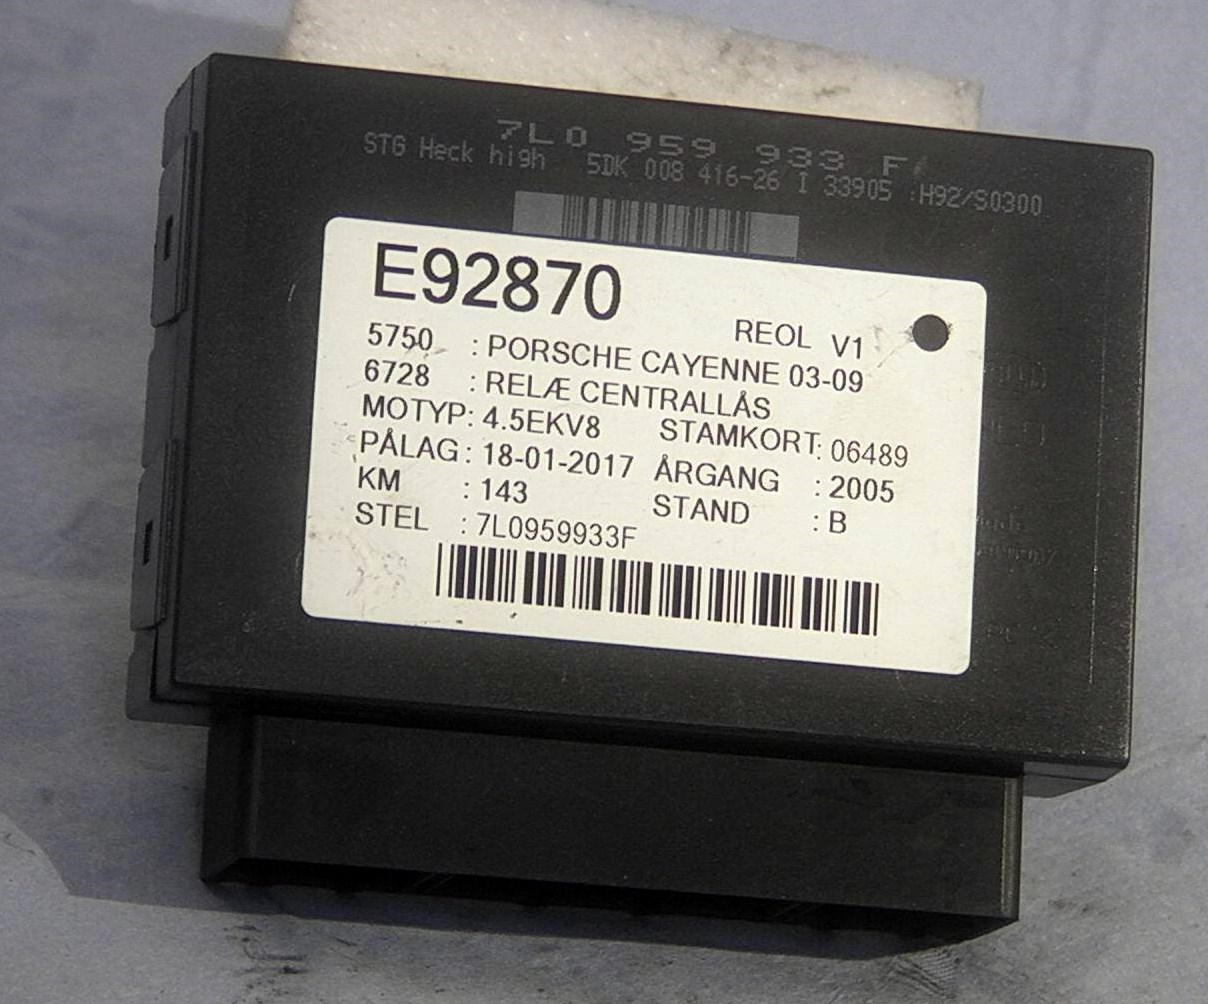 7L0 959 933 F
STG Heck high 5DK 008 416-26 I 33905 :H92/S0300
E92870
REOL V1
5750 : PORSCHE CAYENNE 03-09
6728 : RELÆ CENTRALLÅS
MOTYP: 4.5EKV8 STAMKORT: 06489
PÅLAG: 18-01-2017 ÅRGANG : 2005
KM : 143 STAND : B
STEL : 7L0959933F